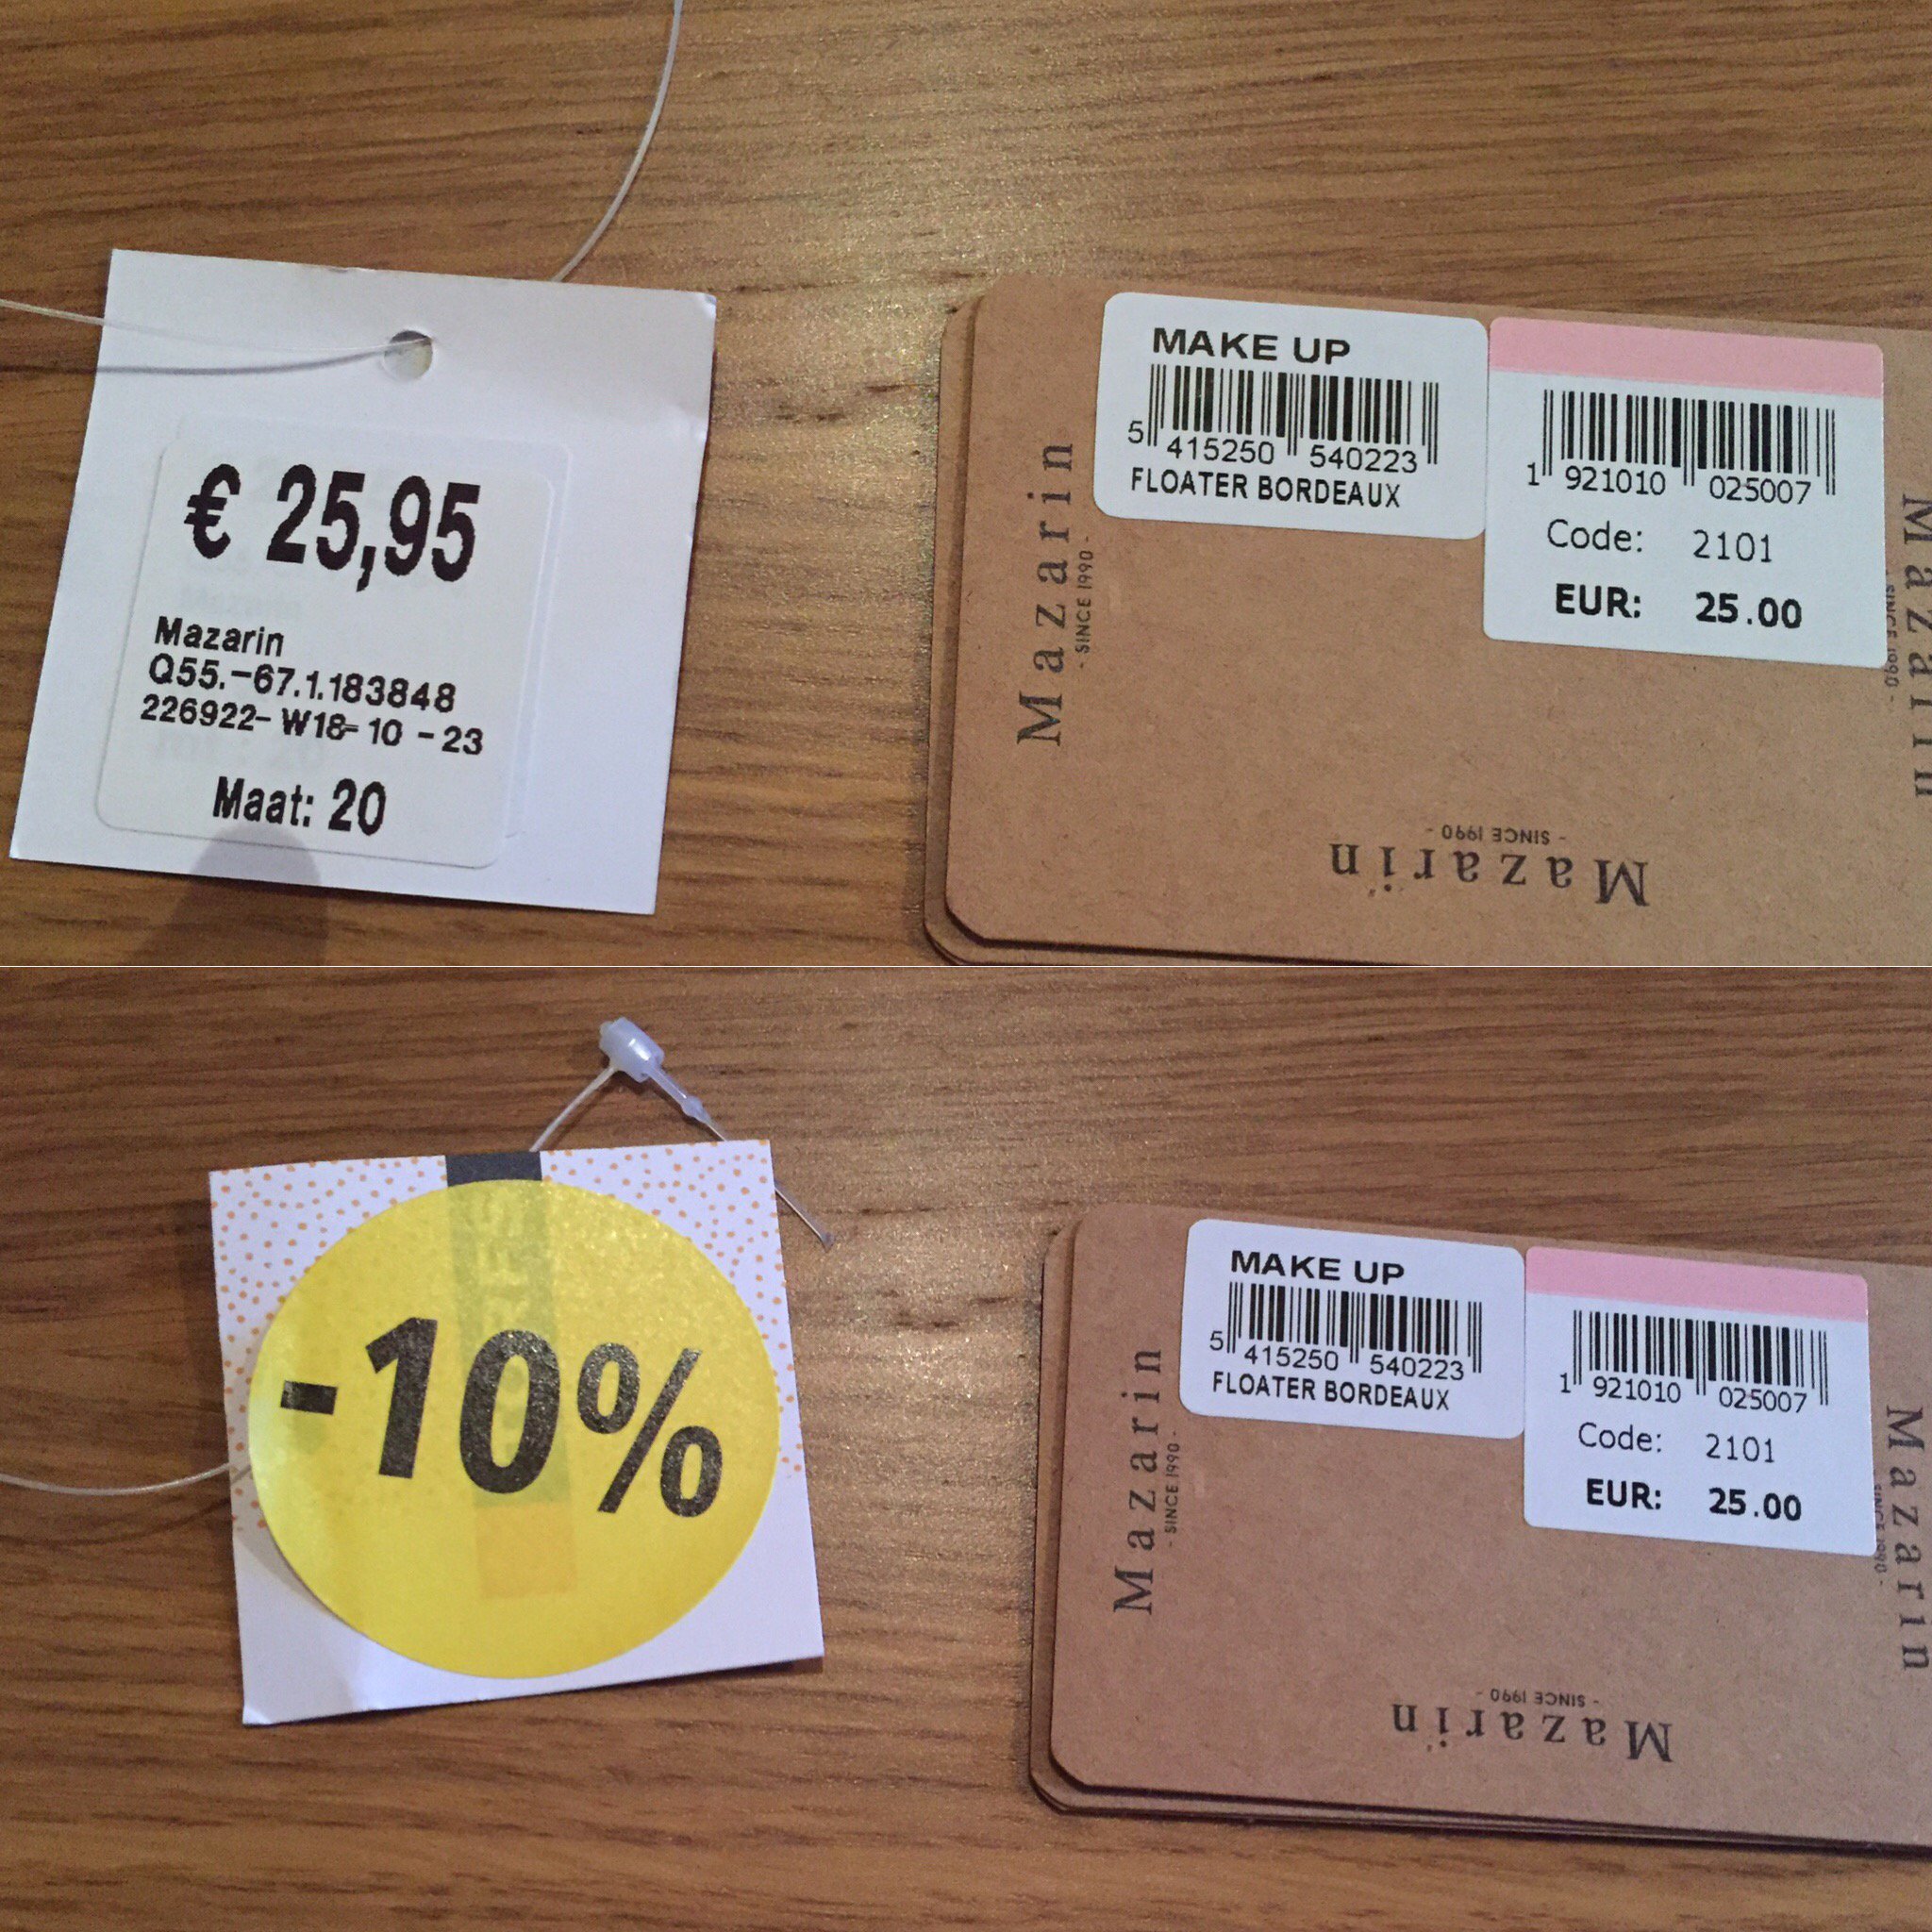 € 25,95
Mazarin
Q55.-67.1.183848
226922- W18- 10 - 23
Maat: 20
Mazarin
- SINCE 1990 -
MAKE UP
5 415250 540223
FLOATER BORDEAUX
1 921010 025007
Code: 2101
EUR: 25.00
Mazarin
- SINCE 1990 -
Mazarin
- SINCE 1990 -
-10%
Mazarin
- SINCE 1990 -
MAKE UP
5 415250 540223
FLOATER BORDEAUX
1 921010 025007
Code: 2101
EUR: 25.00
Mazarin
- SINCE 1990 -
Mazarin
- SINCE 1990 -